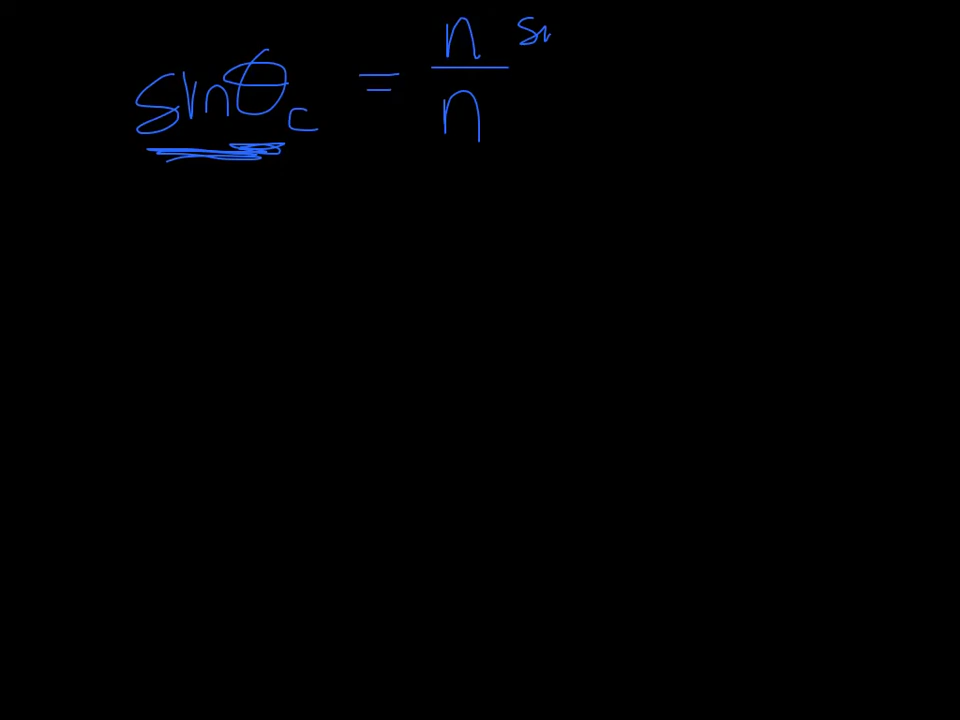 sinθc = n/n